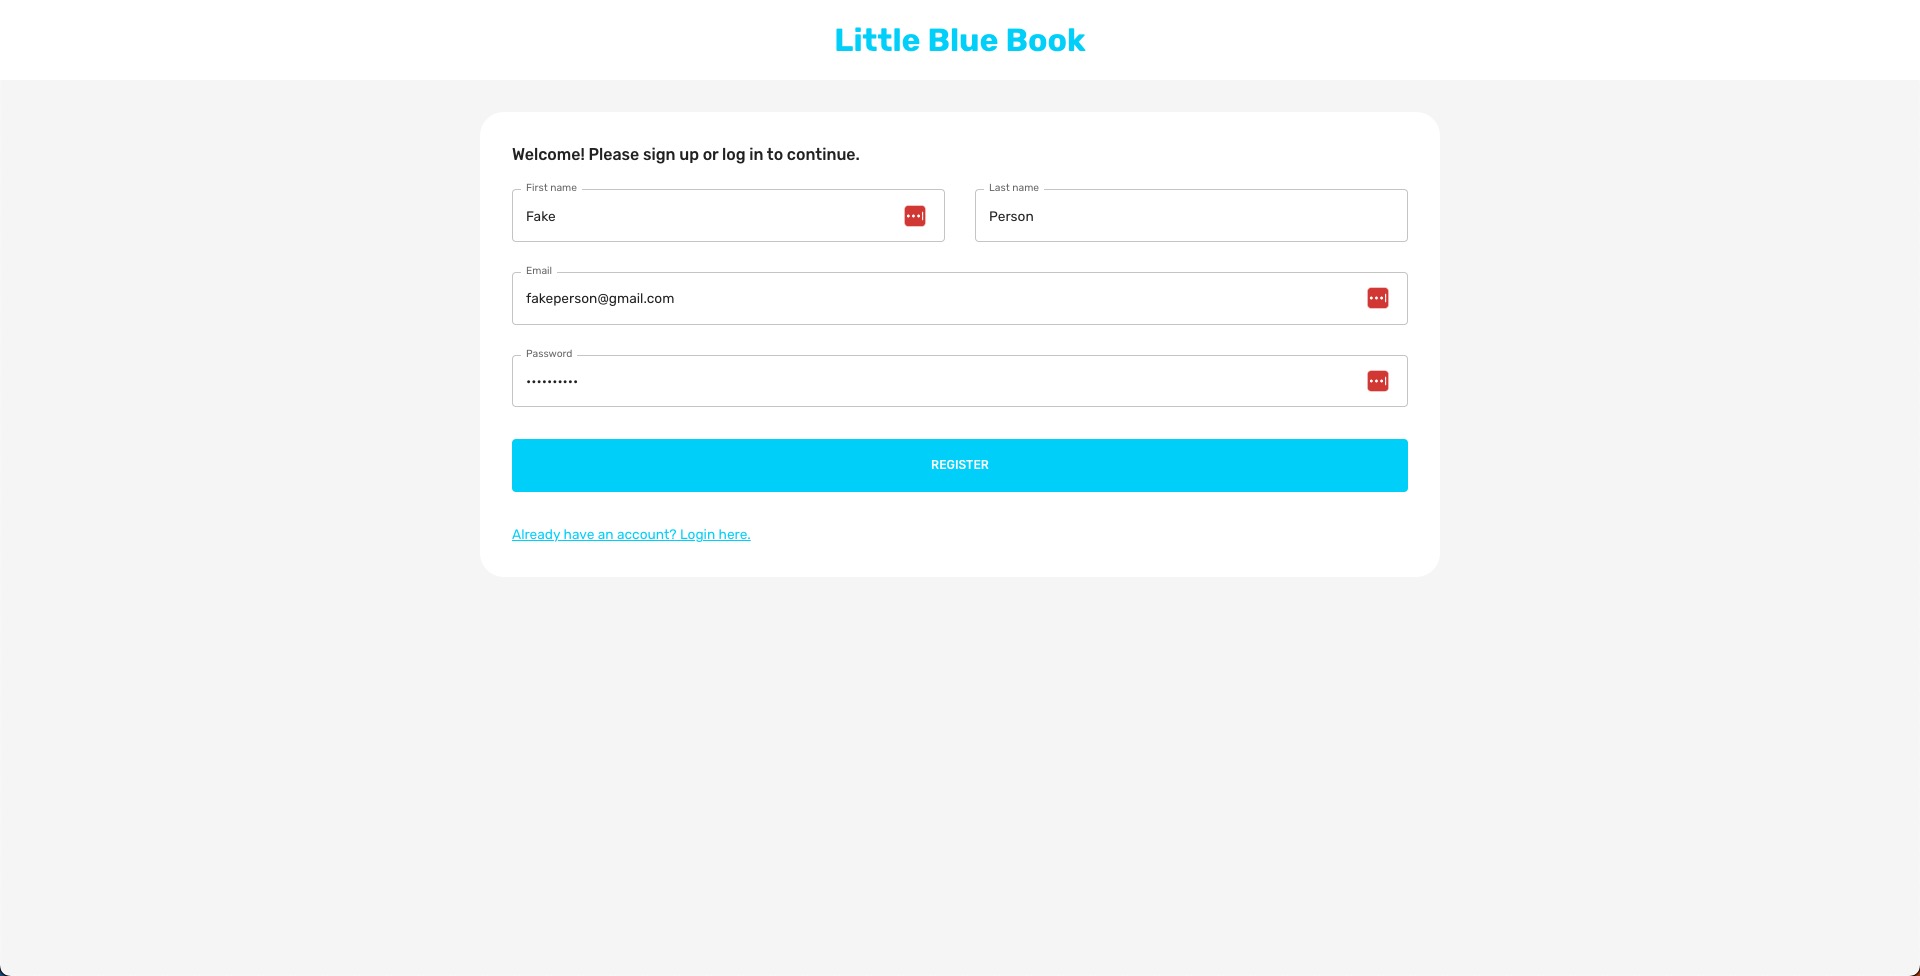 Little Blue Book
Welcome! Please sign up or log in to continue.
First name
Fake
Last name
Person
Email
fakeperson@gmail.com
Password
••••••••••
REGISTER
Already have an account? Login here.